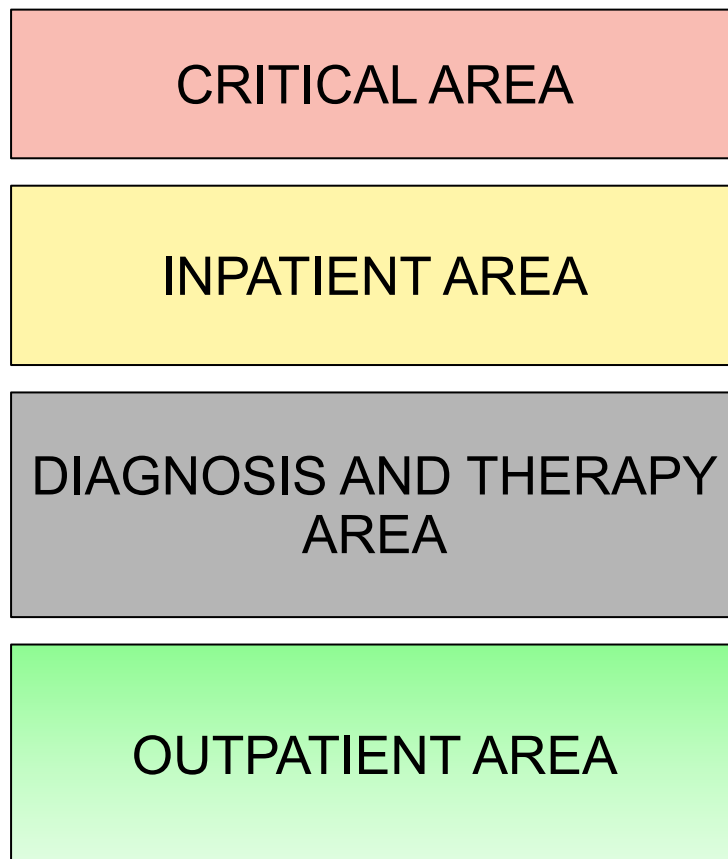 CRITICAL AREA
INPATIENT AREA
DIAGNOSIS AND THERAPY
AREA
OUTPATIENT AREA